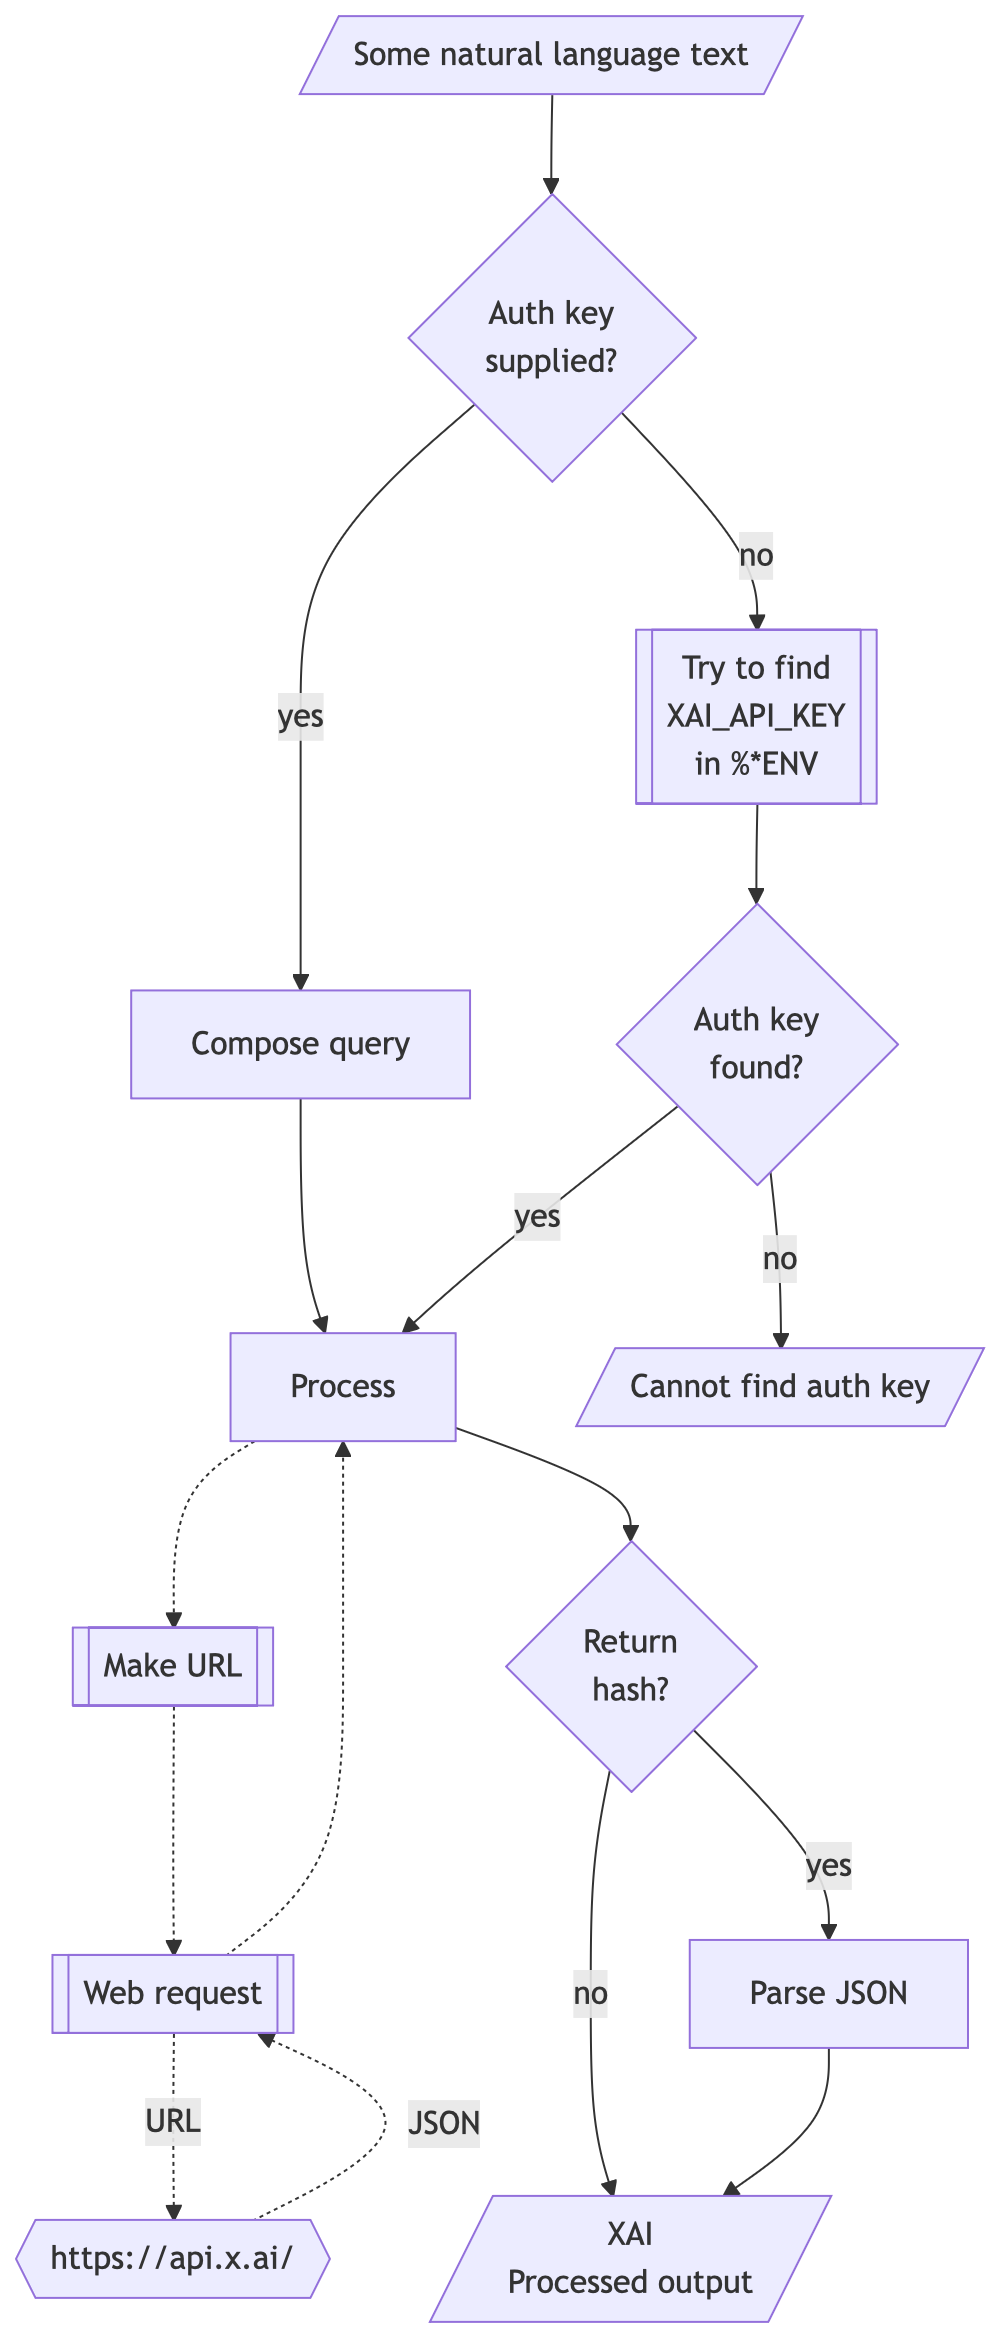 Some natural language text
Auth key
supplied?
no
Try to find
XAI_API_KEY
in %*ENV
yes
Auth key
found?
Compose query
yes
no
Process
Cannot find auth key
Return
hash?
Make URL
yes
no
Parse JSON
Web request
URL
JSON
https://api.x.ai/
XAI
Processed output